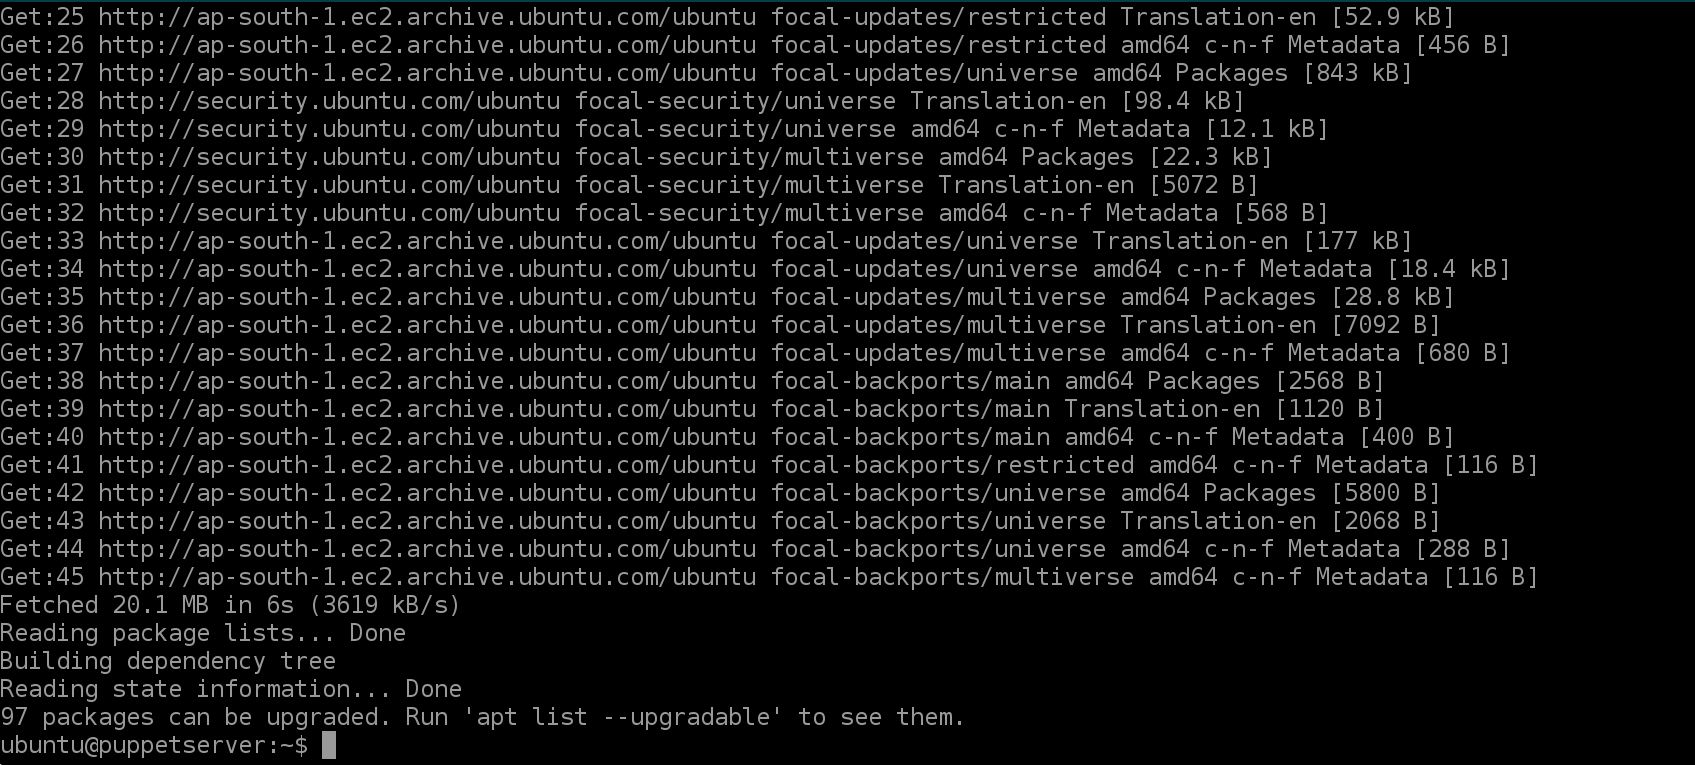 Get:25 http://ap-south-1.ec2.archive.ubuntu.com/ubuntu focal-updates/restricted Translation-en [52.9 kB]
Get:26 http://ap-south-1.ec2.archive.ubuntu.com/ubuntu focal-updates/restricted amd64 c-n-f Metadata [456 B]
Get:27 http://ap-south-1.ec2.archive.ubuntu.com/ubuntu focal-updates/universe amd64 Packages [843 kB]
Get:28 http://security.ubuntu.com/ubuntu focal-security/universe Translation-en [98.4 kB]
Get:29 http://security.ubuntu.com/ubuntu focal-security/universe amd64 c-n-f Metadata [12.1 kB]
Get:30 http://security.ubuntu.com/ubuntu focal-security/multiverse amd64 Packages [22.3 kB]
Get:31 http://security.ubuntu.com/ubuntu focal-security/multiverse Translation-en [5072 B]
Get:32 http://security.ubuntu.com/ubuntu focal-security/multiverse amd64 c-n-f Metadata [568 B]
Get:33 http://ap-south-1.ec2.archive.ubuntu.com/ubuntu focal-updates/universe Translation-en [177 kB]
Get:34 http://ap-south-1.ec2.archive.ubuntu.com/ubuntu focal-updates/universe amd64 c-n-f Metadata [18.4 kB]
Get:35 http://ap-south-1.ec2.archive.ubuntu.com/ubuntu focal-updates/multiverse amd64 Packages [28.8 kB]
Get:36 http://ap-south-1.ec2.archive.ubuntu.com/ubuntu focal-updates/multiverse Translation-en [7092 B]
Get:37 http://ap-south-1.ec2.archive.ubuntu.com/ubuntu focal-updates/multiverse amd64 c-n-f Metadata [680 B]
Get:38 http://ap-south-1.ec2.archive.ubuntu.com/ubuntu focal-backports/main amd64 Packages [2568 B]
Get:39 http://ap-south-1.ec2.archive.ubuntu.com/ubuntu focal-backports/main Translation-en [1120 B]
Get:40 http://ap-south-1.ec2.archive.ubuntu.com/ubuntu focal-backports/main amd64 c-n-f Metadata [400 B]
Get:41 http://ap-south-1.ec2.archive.ubuntu.com/ubuntu focal-backports/restricted amd64 c-n-f Metadata [116 B]
Get:42 http://ap-south-1.ec2.archive.ubuntu.com/ubuntu focal-backports/universe amd64 Packages [5800 B]
Get:43 http://ap-south-1.ec2.archive.ubuntu.com/ubuntu focal-backports/universe Translation-en [2068 B]
Get:44 http://ap-south-1.ec2.archive.ubuntu.com/ubuntu focal-backports/universe amd64 c-n-f Metadata [288 B]
Get:45 http://ap-south-1.ec2.archive.ubuntu.com/ubuntu focal-backports/multiverse amd64 c-n-f Metadata [116 B]
Fetched 20.1 MB in 6s (3619 kB/s)
Reading package lists... Done
Building dependency tree
Reading state information... Done
97 packages can be upgraded. Run 'apt list --upgradable' to see them.
ubuntu@puppetserver:~$